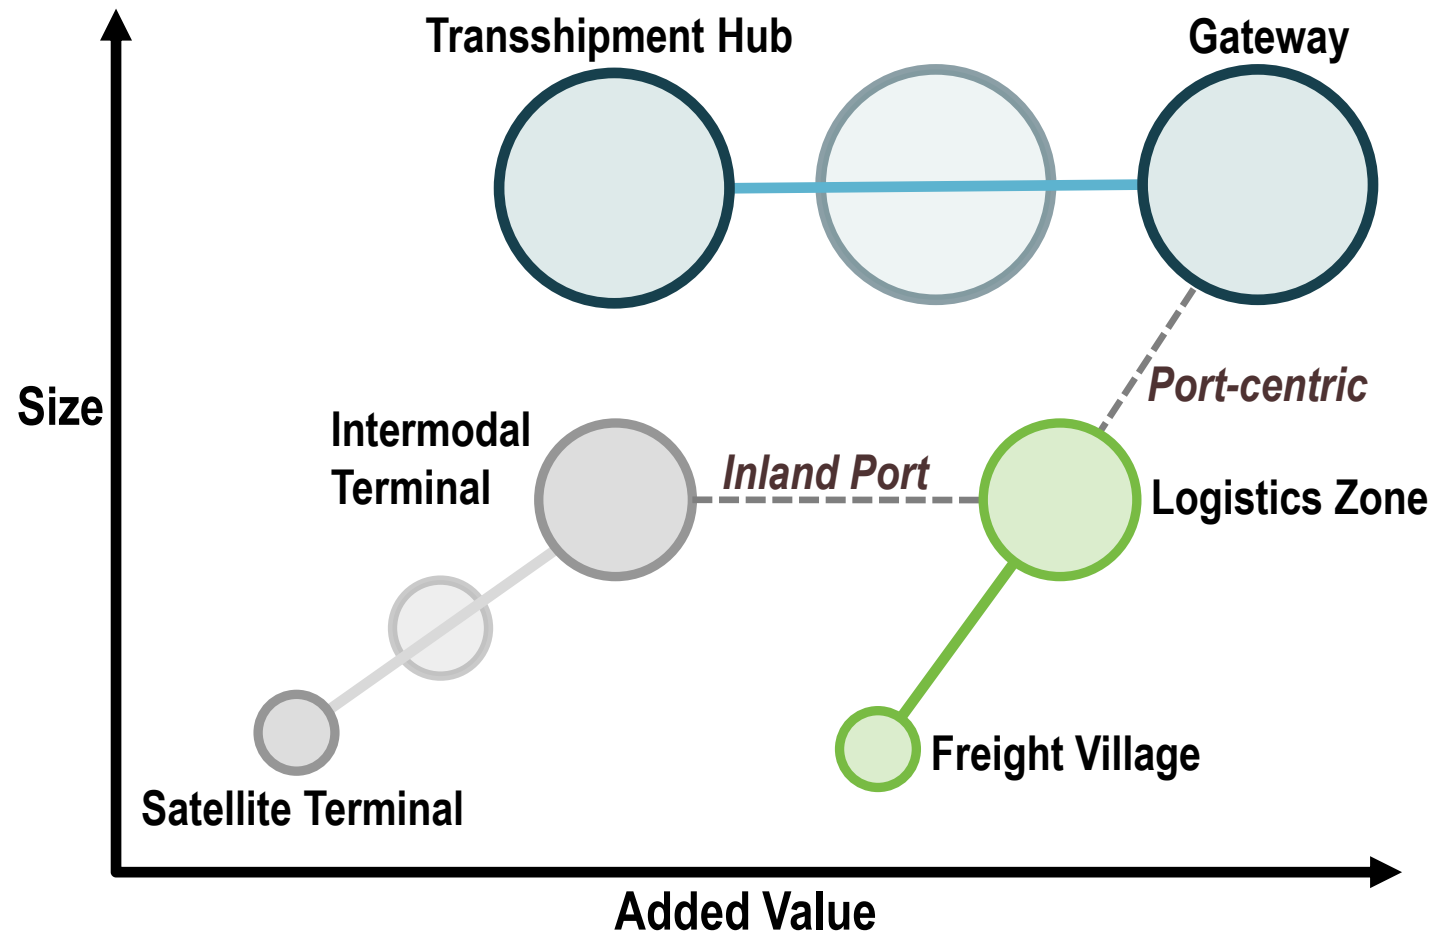 Transshipment Hub
Gateway
Size
Port-centric
Intermodal
Terminal
Inland Port
Logistics Zone
Freight Village
Satellite Terminal
Added Value